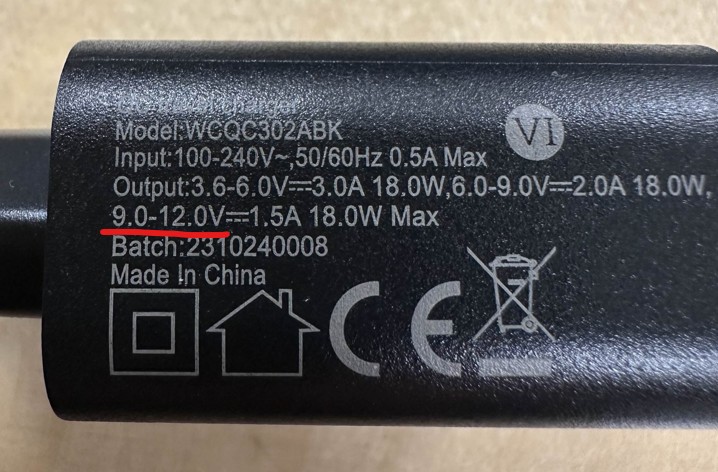 Charger
Model:WCQC302ABK
VI
Input:100-240V~,50/60Hz 0.5A Max
Output:3.6-6.0V⎓3.0A 18.0W,6.0-9.0V⎓2.0A 18.0W,
9.0-12.0V⎓1.5A 18.0W Max
Batch:2310240008
Made In China
CE